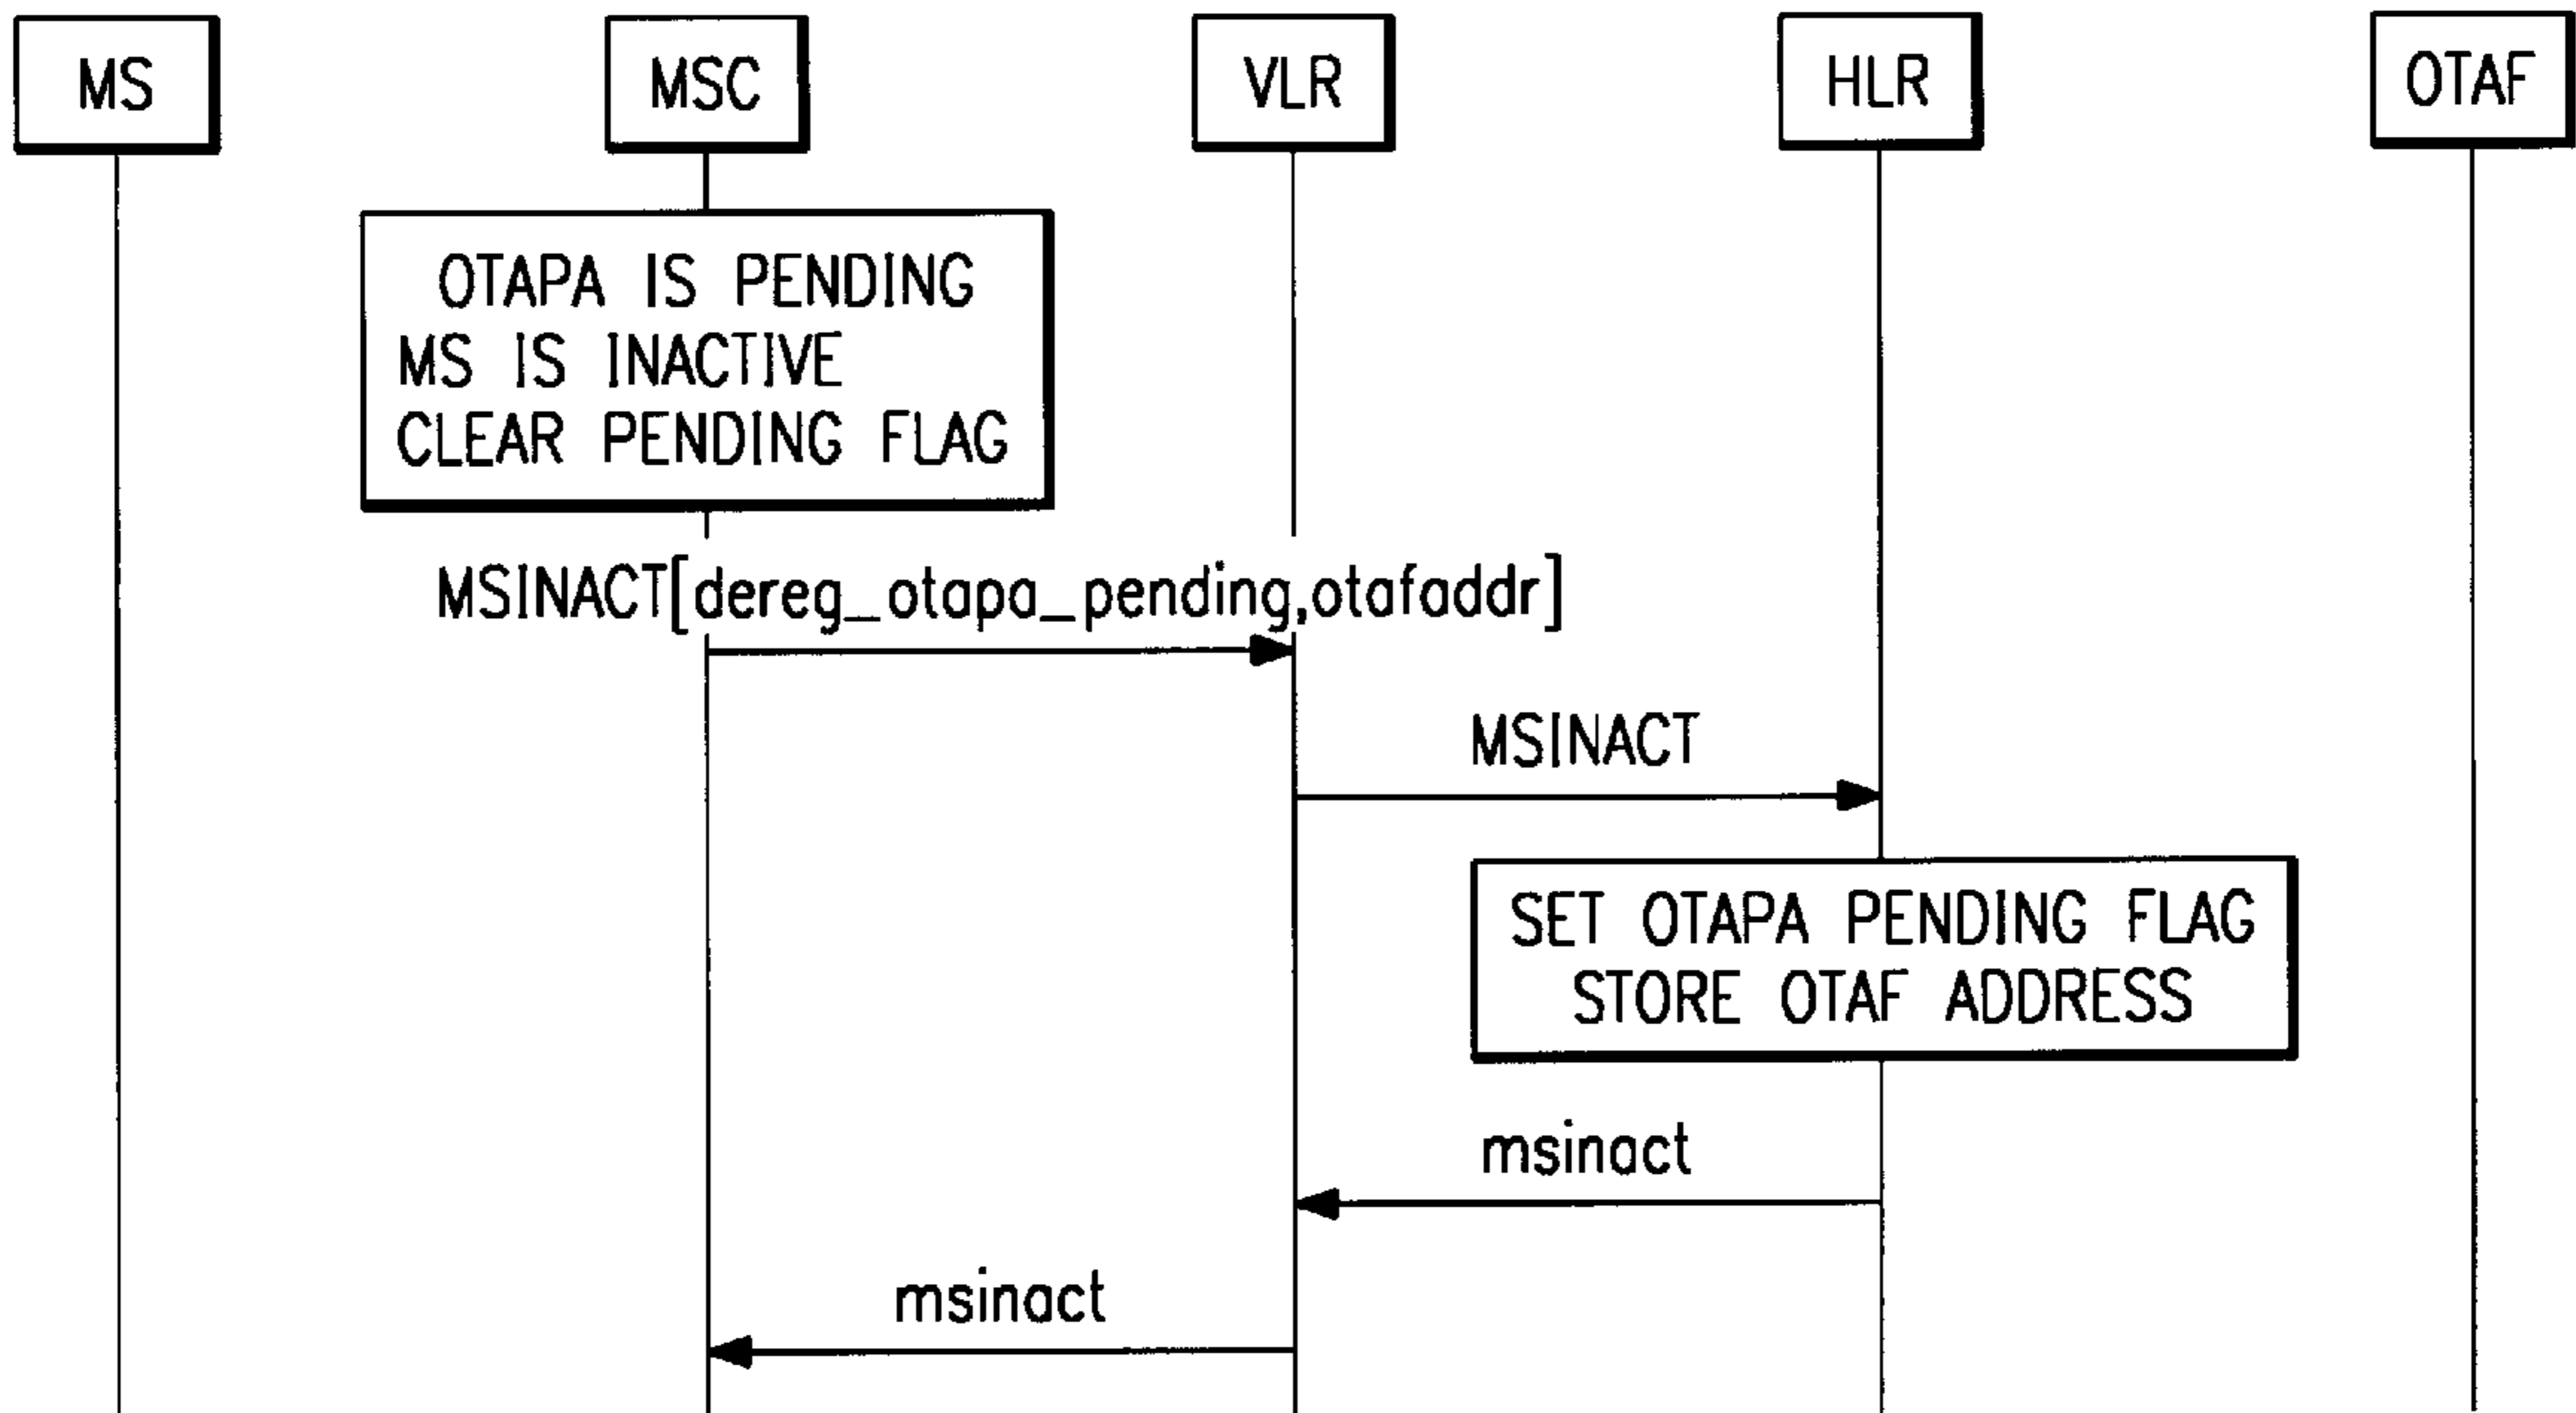 MS
MSC
VLR
HLR
OTAF
OTAPA IS PENDING
MS IS INACTIVE
CLEAR PENDING FLAG
MSINACT[dereg_otapa_pending,otafaddr]
MSINACT
SET OTAPA PENDING FLAG
STORE OTAF ADDRESS
msinact
msinact